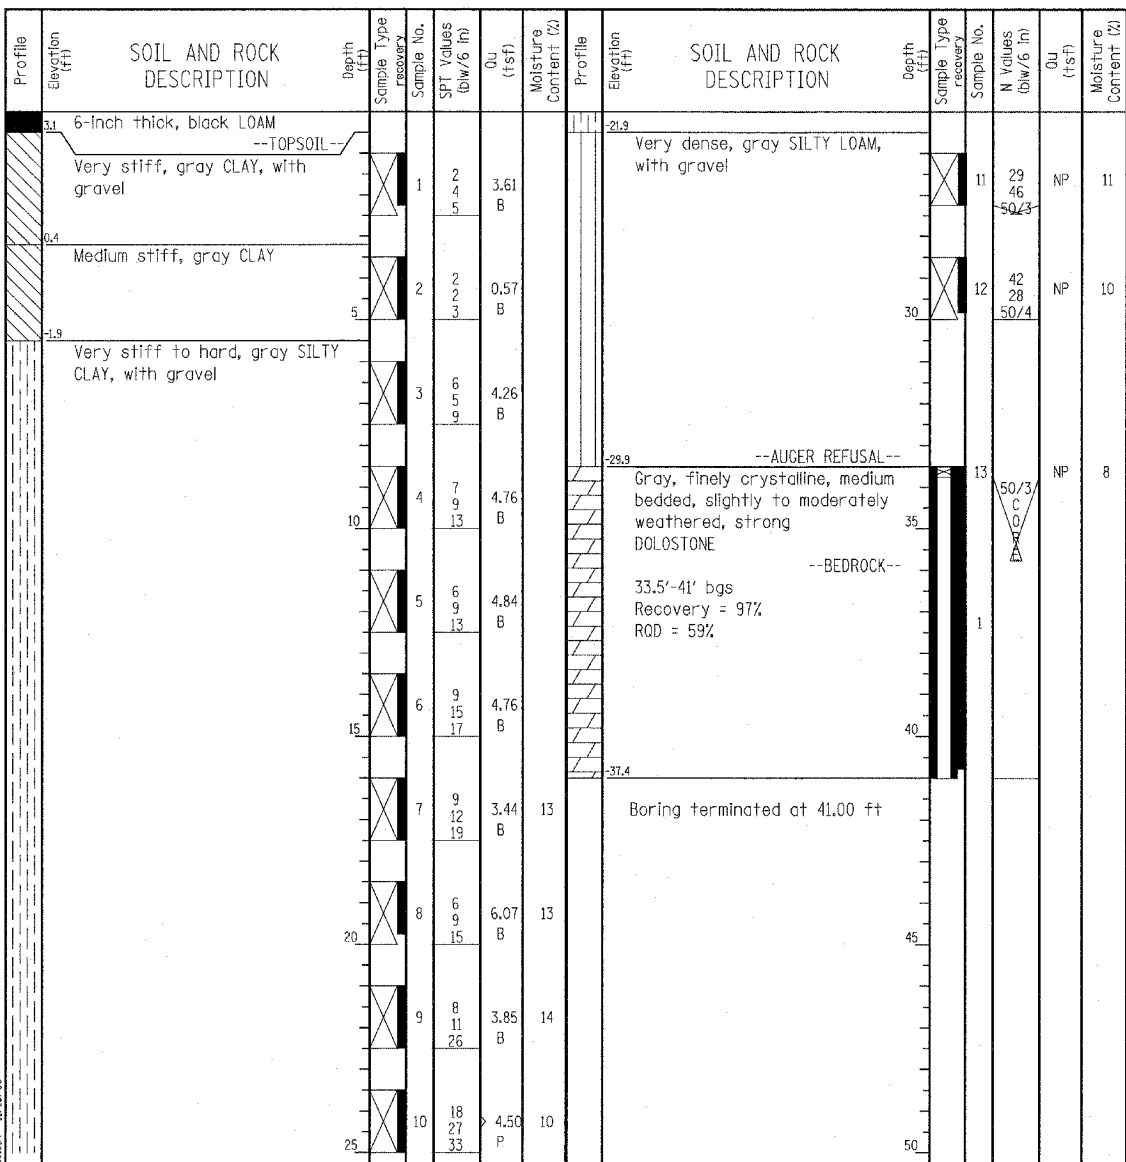 Profile
Elevation (ft)
SOIL AND ROCK
DESCRIPTION
Depth (ft)
Sample Type
recovery
Sample No.
SPT Values (blw/6 in)
Qu (tsf)
Moisture Content (%)
3.1 6-inch thick, black LOAM
--TOPSOIL--
Very stiff, gray CLAY, with
gravel
1
2
4
5
3.61
B
0.4
Medium stiff, gray CLAY
2
2
2
3
0.57
B
5
-1.9
Very stiff to hard, gray SILTY
CLAY, with gravel
3
6
5
9
4.26
B
4
7
9
13
4.76
B
10
5
6
9
13
4.84
B
6
9
15
17
4.76
B
15
7
9
12
19
3.44
B
13
8
6
9
15
6.07
B
13
20
9
8
11
26
3.85
B
14
10
18
27
33
> 4.50
P
10
25
Profile
Elevation (ft)
SOIL AND ROCK
DESCRIPTION
Depth (ft)
Sample Type
recovery
Sample No.
N Values (blw/6 in)
Qu (tsf)
Moisture Content (%)
-21.9
Very dense, gray SILTY LOAM,
with gravel
11
29
46
50/3
NP
11
12
42
28
50/4
NP
10
30
--AUGER REFUSAL--
-29.9
Gray, finely crystalline, medium
bedded, slightly to moderately
weathered, strong
DOLOSTONE
--BEDROCK--
33.5'-41' bgs
Recovery = 97%
RQD = 59%
13
50/3
NP
8
C
O
R
E
35
1
40
-37.4
Boring terminated at 41.00 ft
45
50